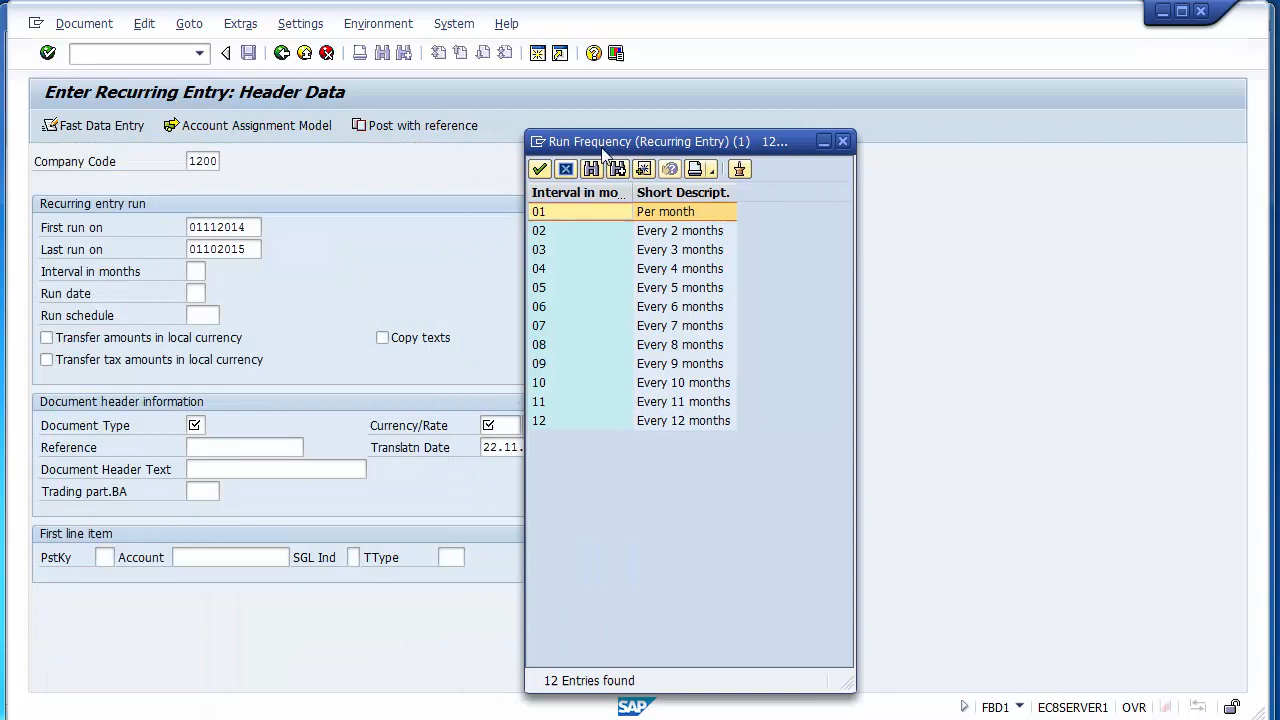 Document Edit Goto Extras Settings Environment System Help
Enter Recurring Entry: Header Data
Fast Data Entry Account Assignment Model Post with reference
Company Code 1200
Recurring entry run
First run on 01112014
Last run on 01102015
Interval in months
Run date
Run schedule
Transfer amounts in local currency Copy texts
Transfer tax amounts in local currency
Document header information
Document Type Currency/Rate
Reference Translatn Date 22.11.
Document Header Text
Trading part.BA
First line item
PstKy Account SGL Ind TType
Run Frequency (Recurring Entry) (1) 12...
Interval in mo... Short Descript.
01 Per month
02 Every 2 months
03 Every 3 months
04 Every 4 months
05 Every 5 months
06 Every 6 months
07 Every 7 months
08 Every 8 months
09 Every 9 months
10 Every 10 months
11 Every 11 months
12 Every 12 months
12 Entries found
SAP
FBD1 EC8SERVER1 OVR